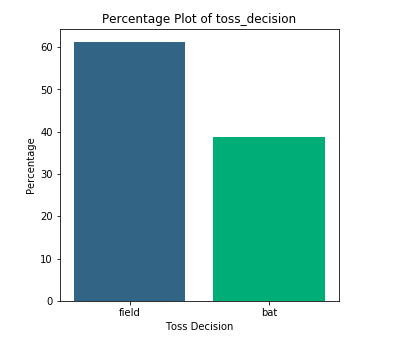 Percentage Plot of toss_decision
Percentage
60
50
40
30
20
10
0
field bat
Toss Decision